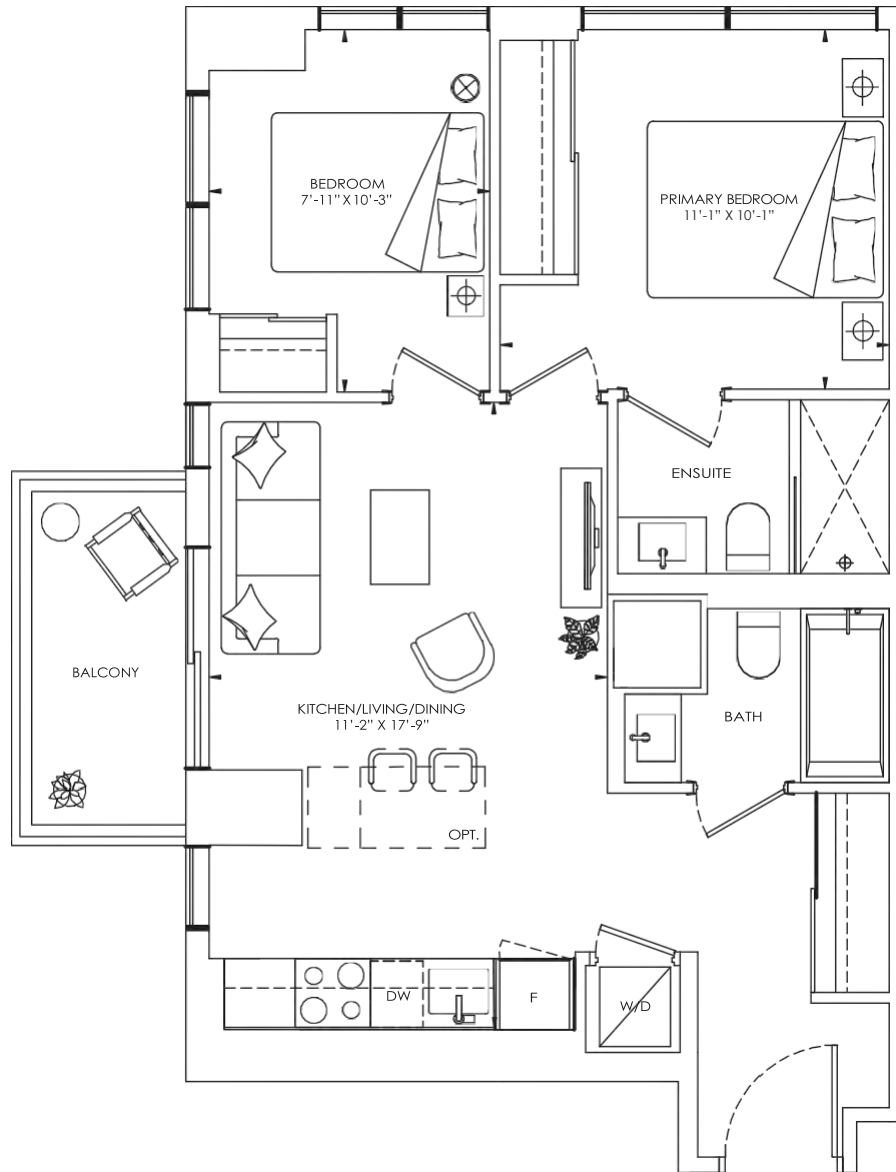 BEDROOM
7'-11" X 10'-3"
PRIMARY BEDROOM
11'-1" X 10'-1"
ENSUITE
BALCONY
KITCHEN/LIVING/DINING
11'-2" X 17'-9"
BATH
OPT.
DW
F
W/D